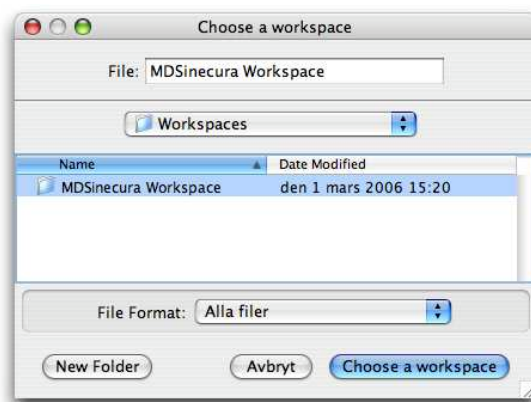 Choose a workspace
File: MDSinecura Workspace
Workspaces
Name Date Modified
MDSinecura Workspace den 1 mars 2006 15:20
File Format: Alla filer
New Folder Avbryt Choose a workspace